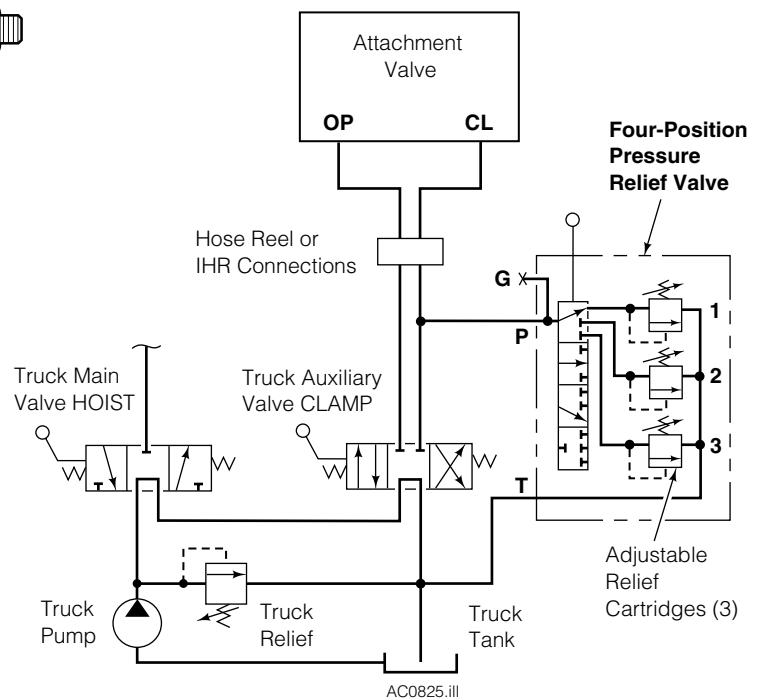 Attachment
Valve
OP
CL
Four-Position
Pressure
Relief Valve
Hose Reel or
IHR Connections
G
P
1
2
3
T
Truck Main
Valve HOIST
Truck Auxiliary
Valve CLAMP
Adjustable
Relief
Cartridges (3)
Truck
Pump
Truck
Relief
Truck
Tank
AC0825.ill